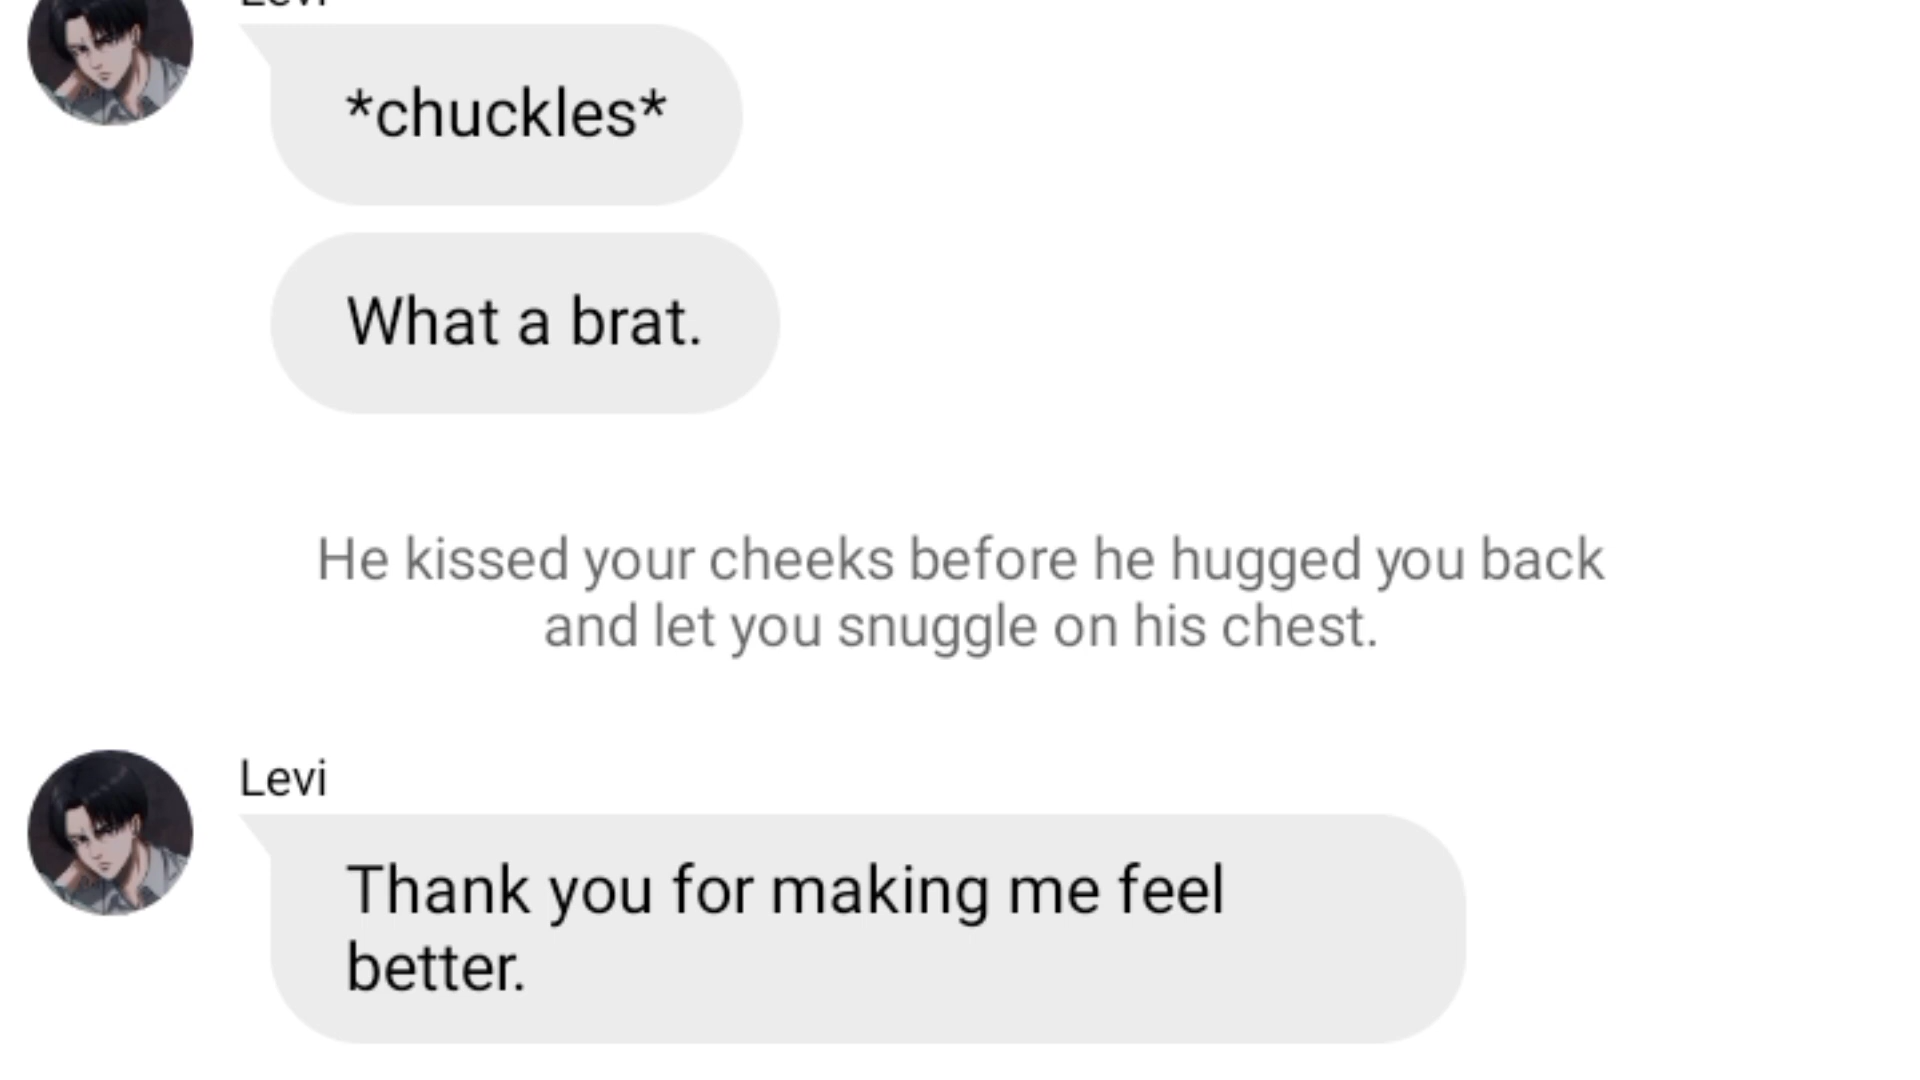 Levi
*chuckles*
What a brat.
He kissed your cheeks before he hugged you back
and let you snuggle on his chest.
Levi
Thank you for making me feel
better.